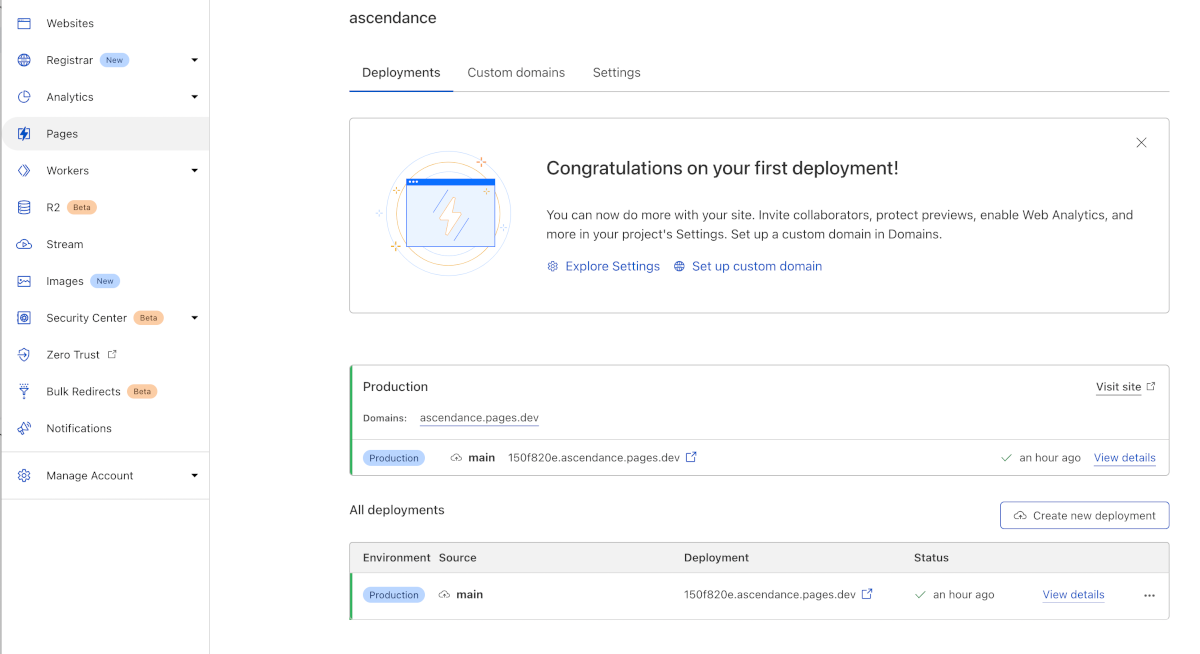 Websites
Registrar New
Analytics
Pages
Workers
R2 Beta
Stream
Images New
Security Center Beta
Zero Trust
Bulk Redirects Beta
Notifications
Manage Account
ascendance
Deployments Custom domains Settings
Congratulations on your first deployment!
You can now do more with your site. Invite collaborators, protect previews, enable Web Analytics, and
more in your project's Settings. Set up a custom domain in Domains.
Explore Settings Set up custom domain
Production Visit site
Domains: ascendance.pages.dev
Production main 150f820e.ascendance.pages.dev an hour ago View details
All deployments
Create new deployment
Environment Source Deployment Status
Production main 150f820e.ascendance.pages.dev an hour ago View details